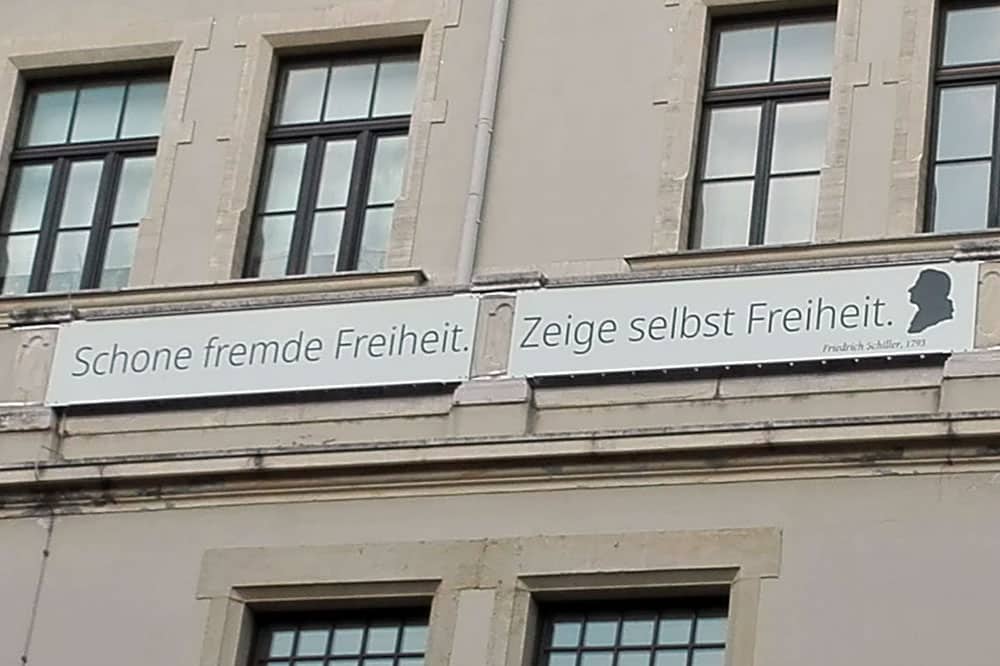 Schone fremde Freiheit.
Zeige selbst Freiheit.
Friedrich Schiller, 1793